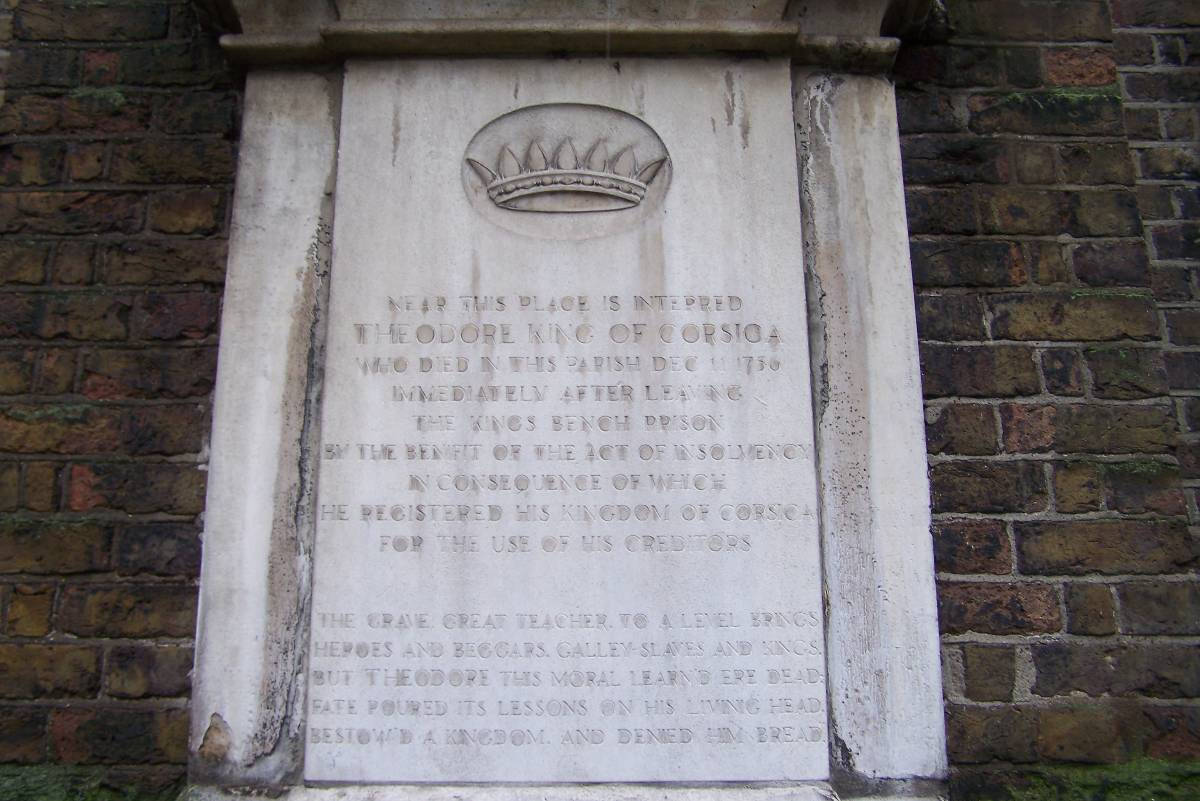 NEAR THIS PLACE IS INTERRED
THEODORE KING OF CORSICA
WHO DIED IN THIS PARISH DEC 11 1756
IMMEDIATELY AFTER LEAVING
THE KINGS BENCH PRISON
BY THE BENIFIT OF THE ACT OF INSOLVENCY
IN CONSEQUENCE OF WHICH
HE REGISTERED HIS KINGDOM OF CORSICA
FOR THE USE OF HIS CREDITORS
THE GRAVE, GREAT TEACHER, TO A LEVEL BRINGS
HEROES AND BEGGARS, GALLEY-SLAVES AND KINGS.
BUT THEODORE THIS MORAL LEARN'D ERE DEAD;
FATE POURED ITS LESSONS ON HIS LIVINIG HEAD,
BESTOW'D A KINGDOM, AND DENIED HIM BREAD.